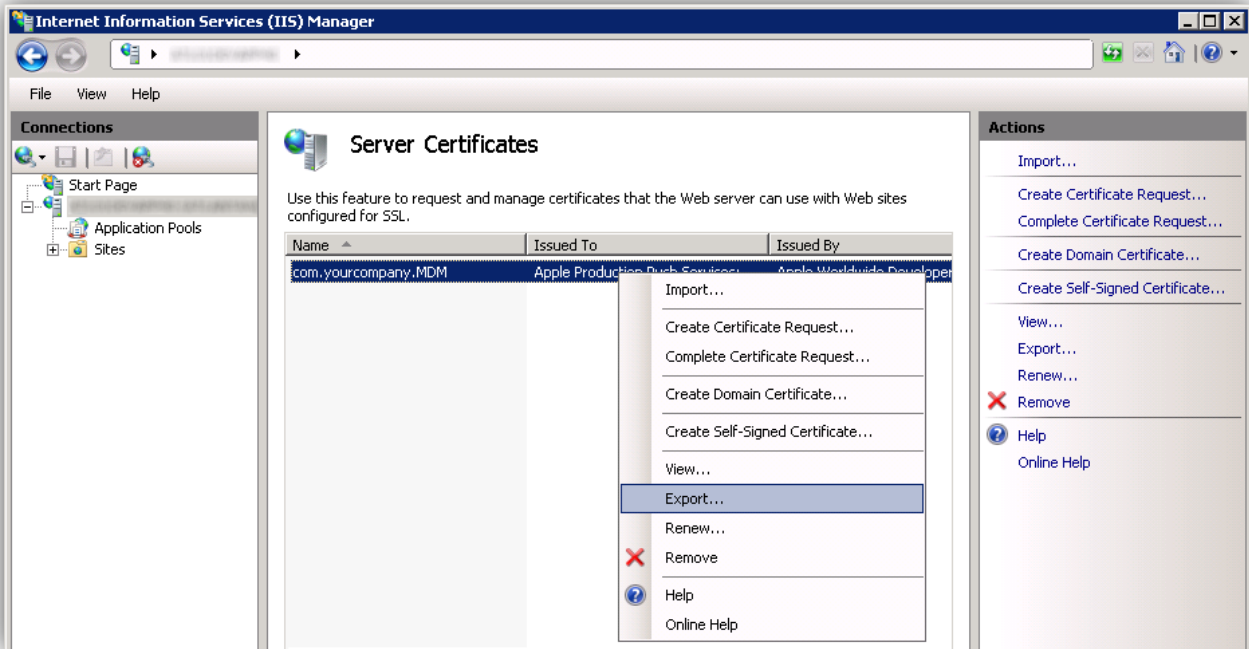 Internet Information Services (IIS) Manager
File View Help
Connections
Start Page
Application Pools
Sites
Server Certificates
Use this feature to request and manage certificates that the Web server can use with Web sites
configured for SSL.
Name Issued To Issued By
com.yourcompany.MDM Apple Production Push Services: Apple Worldwide Developer
Import...
Create Certificate Request...
Complete Certificate Request...
Create Domain Certificate...
Create Self-Signed Certificate...
View...
Export...
Renew...
Remove
Help
Online Help
Actions
Import...
Create Certificate Request...
Complete Certificate Request...
Create Domain Certificate...
Create Self-Signed Certificate...
View...
Export...
Renew...
Remove
Help
Online Help